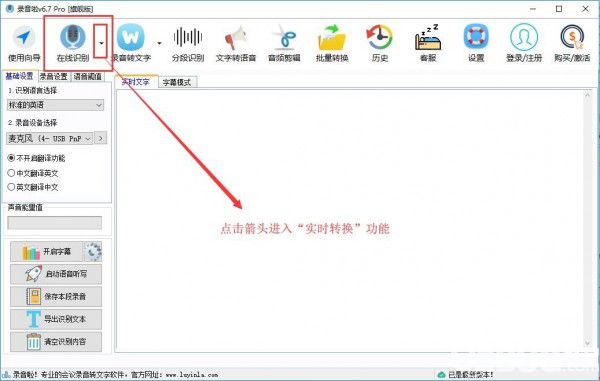 录音啦v6.7 Pro [旗舰版]
使用向导 在线识别 录音转文字 分段识别 文字转语音 音频剪辑 批量转换 历史 客服 设置 登录/注册 购买/激活
基础设置 录音设置 语音阈值
实时文字 字幕模式
1. 识别语言选择
标准的英语
2. 录音设备选择
麦克风 (4- USB PnP
不开启翻译功能
中文翻译英文
英文翻译中文
声音能量值
点击箭头进入“实时转换”功能
开启字幕
启动语音听写
保存本段录音
导出识别文本
清空识别内容
录音啦! 专业的会议录音转文字软件, 官方网址: www.luyinla.com
已是最新版本!